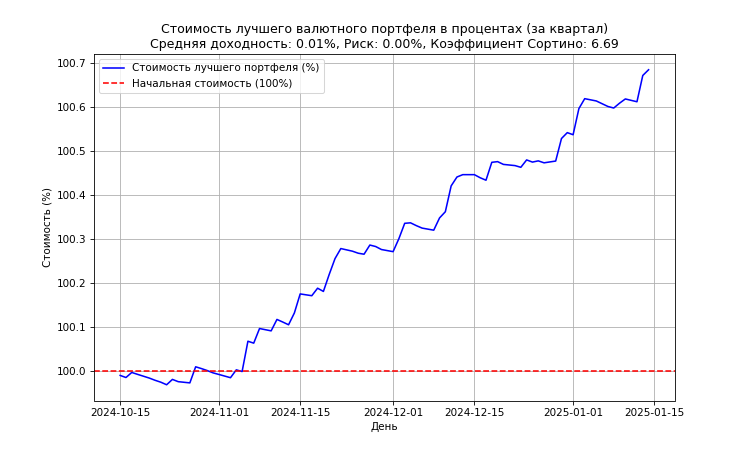 Стоимость лучшего валютного портфеля в процентах (за квартал)
Средняя доходность: 0.01%, Риск: 0.00%, Коэффициент Сортино: 6.69
Стоимость лучшего портфеля (%)
Начальная стоимость (100%)
Стоимость (%)
100.7
100.6
100.5
100.4
100.3
100.2
100.1
100.0
2024-10-15
2024-11-01
2024-11-15
2024-12-01
2024-12-15
2025-01-01
2025-01-15
День